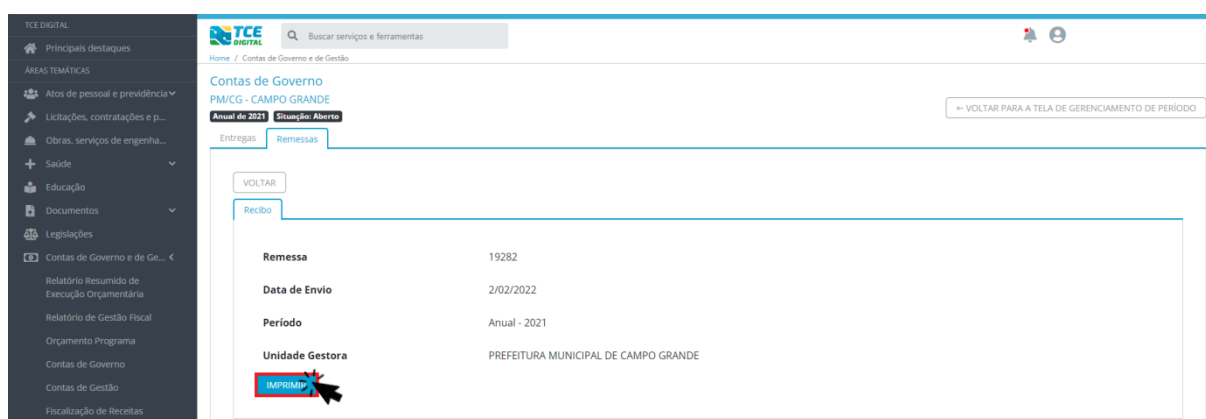 TCE DIGITAL
Principais destaques
ÁREAS TEMÁTICAS
Atos de pessoal e previdência
Licitações, contratações e p...
Obras, serviços de engenha...
Saúde
Educação
Documentos
Legislações
Contas de Governo e de Ge...
Relatório Resumido de
Execução Orçamentária
Relatório de Gestão Fiscal
Orçamento Programa
Contas de Governo
Contas de Gestão
Fiscalização de Receitas
TCE
DIGITAL
Buscar serviços e ferramentas
Home / Contas de Governo e de Gestão
Contas de Governo
PM/CG - CAMPO GRANDE
Anual de 2021 Situação: Aberto
← VOLTAR PARA A TELA DE GERENCIAMENTO DE PERÍODO
Entregas Remessas
VOLTAR
Recibo
Remessa 19282
Data de Envio 2/02/2022
Período Anual - 2021
Unidade Gestora PREFEITURA MUNICIPAL DE CAMPO GRANDE
IMPRIMIR